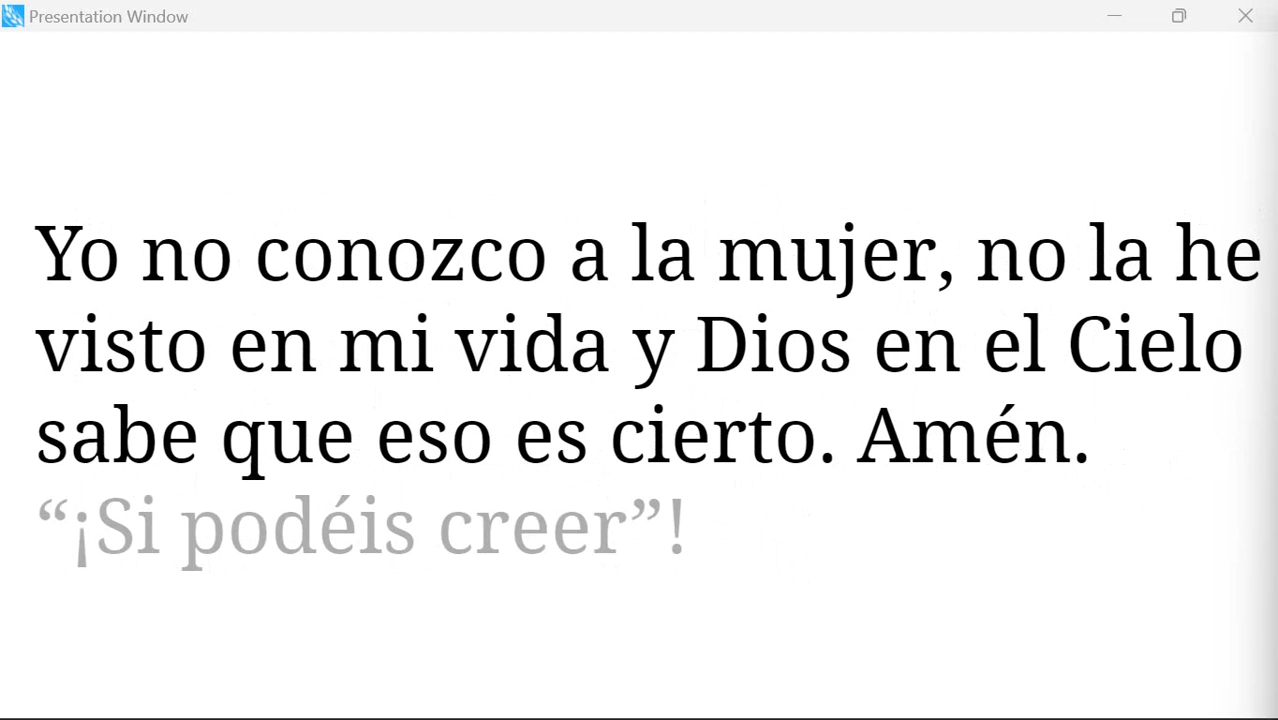 Presentation Window
Yo no conozco a la mujer, no la he
visto en mi vida y Dios en el Cielo
sabe que eso es cierto. Amén.
“¡Si podéis creer”!